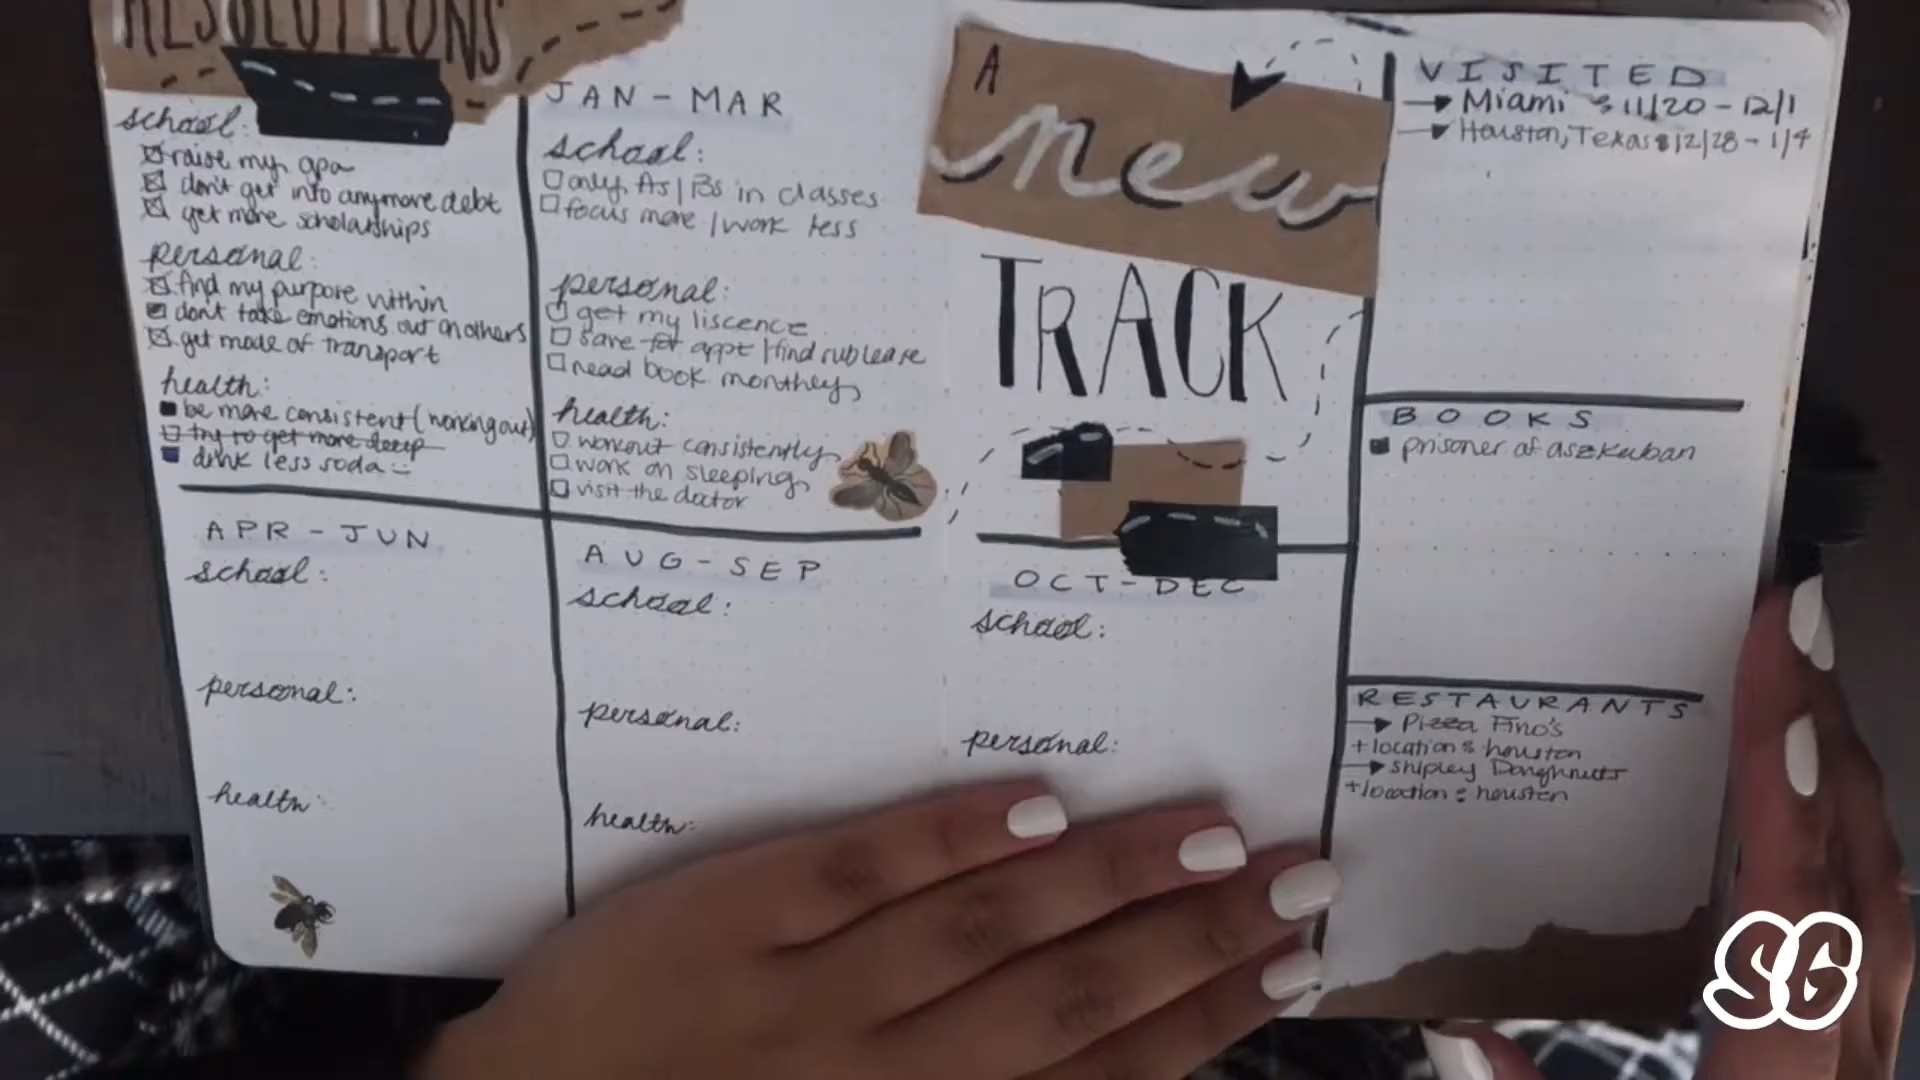 RESOLUTIONS
school:
raise my gpa
don't get into anymore debt
get more scholarships
personal:
find my purpose within
don't take emotions out on others
get mode of transport
health:
be more consistent (working out)
try to get more sleep
drink less soda
JAN-MAR
school:
only As/Bs in classes
focus more / work less
personal:
get my liscence
save for appt / find sublease
read book monthley
health:
workout consistently
work on sleeping
visit the doctor
APR-JUN
school:
personal:
health:
AUG-SEP
school:
personal:
health:
A
new
TRACK
OCT-DEC
school:
personal:
VISITED
Miami : 11/20 - 12/1
Houston, Texas : 12/28 - 1/4
BOOKS
prisoner of aszkaban
RESTAURANTS
Pizza Fino's
+location : houston
Shipley Doughnuts
+location : houston
SG